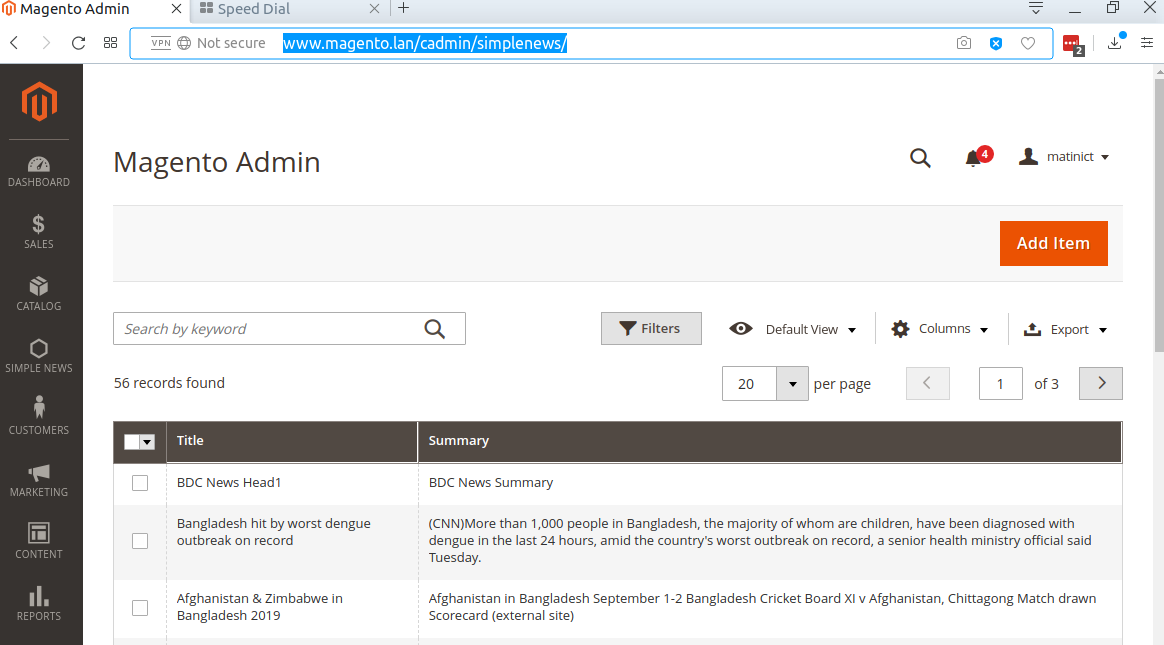 Magento Admin
Speed Dial
VPN
Not secure
www.magento.lan/cadmin/simplenews/
2
Magento Admin
4
matinict
DASHBOARD
SALES
CATALOG
SIMPLE NEWS
CUSTOMERS
MARKETING
CONTENT
REPORTS
Add Item
Search by keyword
Filters
Default View
Columns
Export
56 records found
20
per page
1
of 3
Title
Summary
BDC News Head1
BDC News Summary
Bangladesh hit by worst dengue
outbreak on record
(CNN)More than 1,000 people in Bangladesh, the majority of whom are children, have been diagnosed with
dengue in the last 24 hours, amid the country's worst outbreak on record, a senior health ministry official said
Tuesday.
Afghanistan & Zimbabwe in
Bangladesh 2019
Afghanistan in Bangladesh September 1-2 Bangladesh Cricket Board XI v Afghanistan, Chittagong Match drawn
Scorecard (external site)